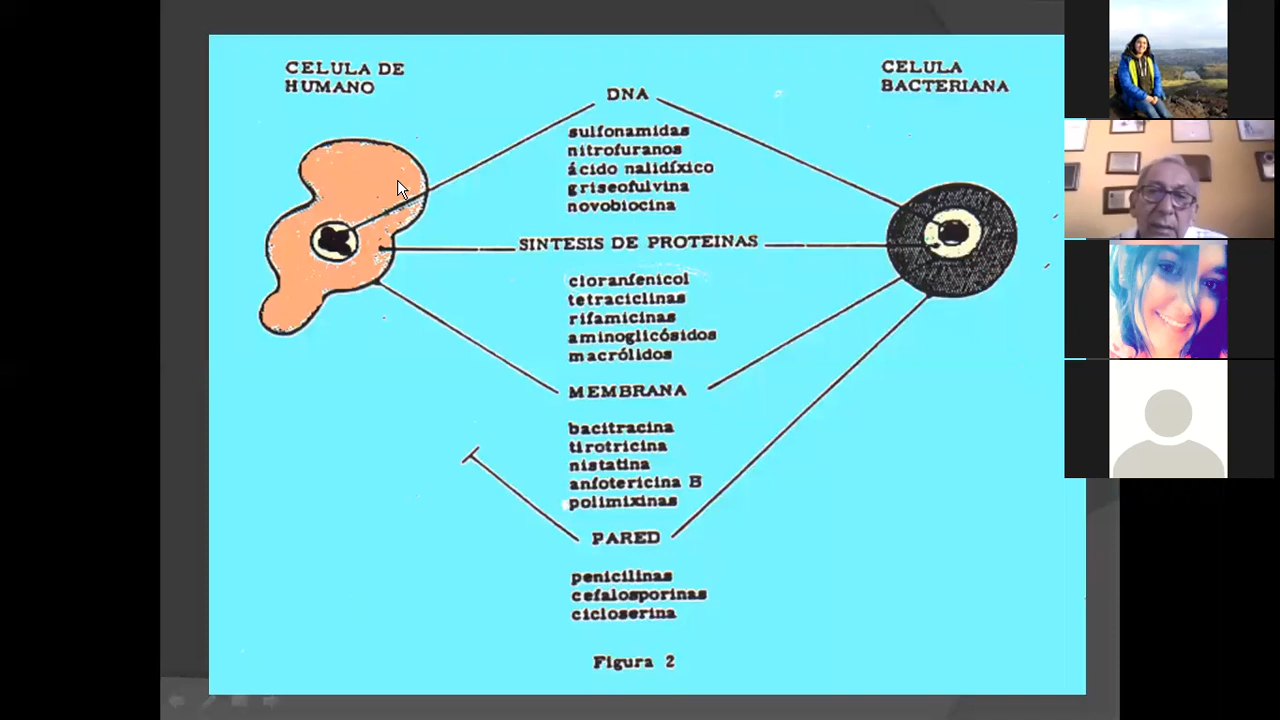 CELULA DE
HUMANO
CELULA
BACTERIANA
DNA
sulfonamidas
nitrofuranos
ácido nalidíxico
griseofulvina
novobiocina
SINTESIS DE PROTEINAS
cloranfenicol
tetraciclinas
rifamicinas
aminoglicósidos
macrólidos
MEMBRANA
bacitracina
tirotricina
nistatina
anfotericina B
polimixinas
PARED
penicilinas
cefalosporinas
cicloserina
Figura 2